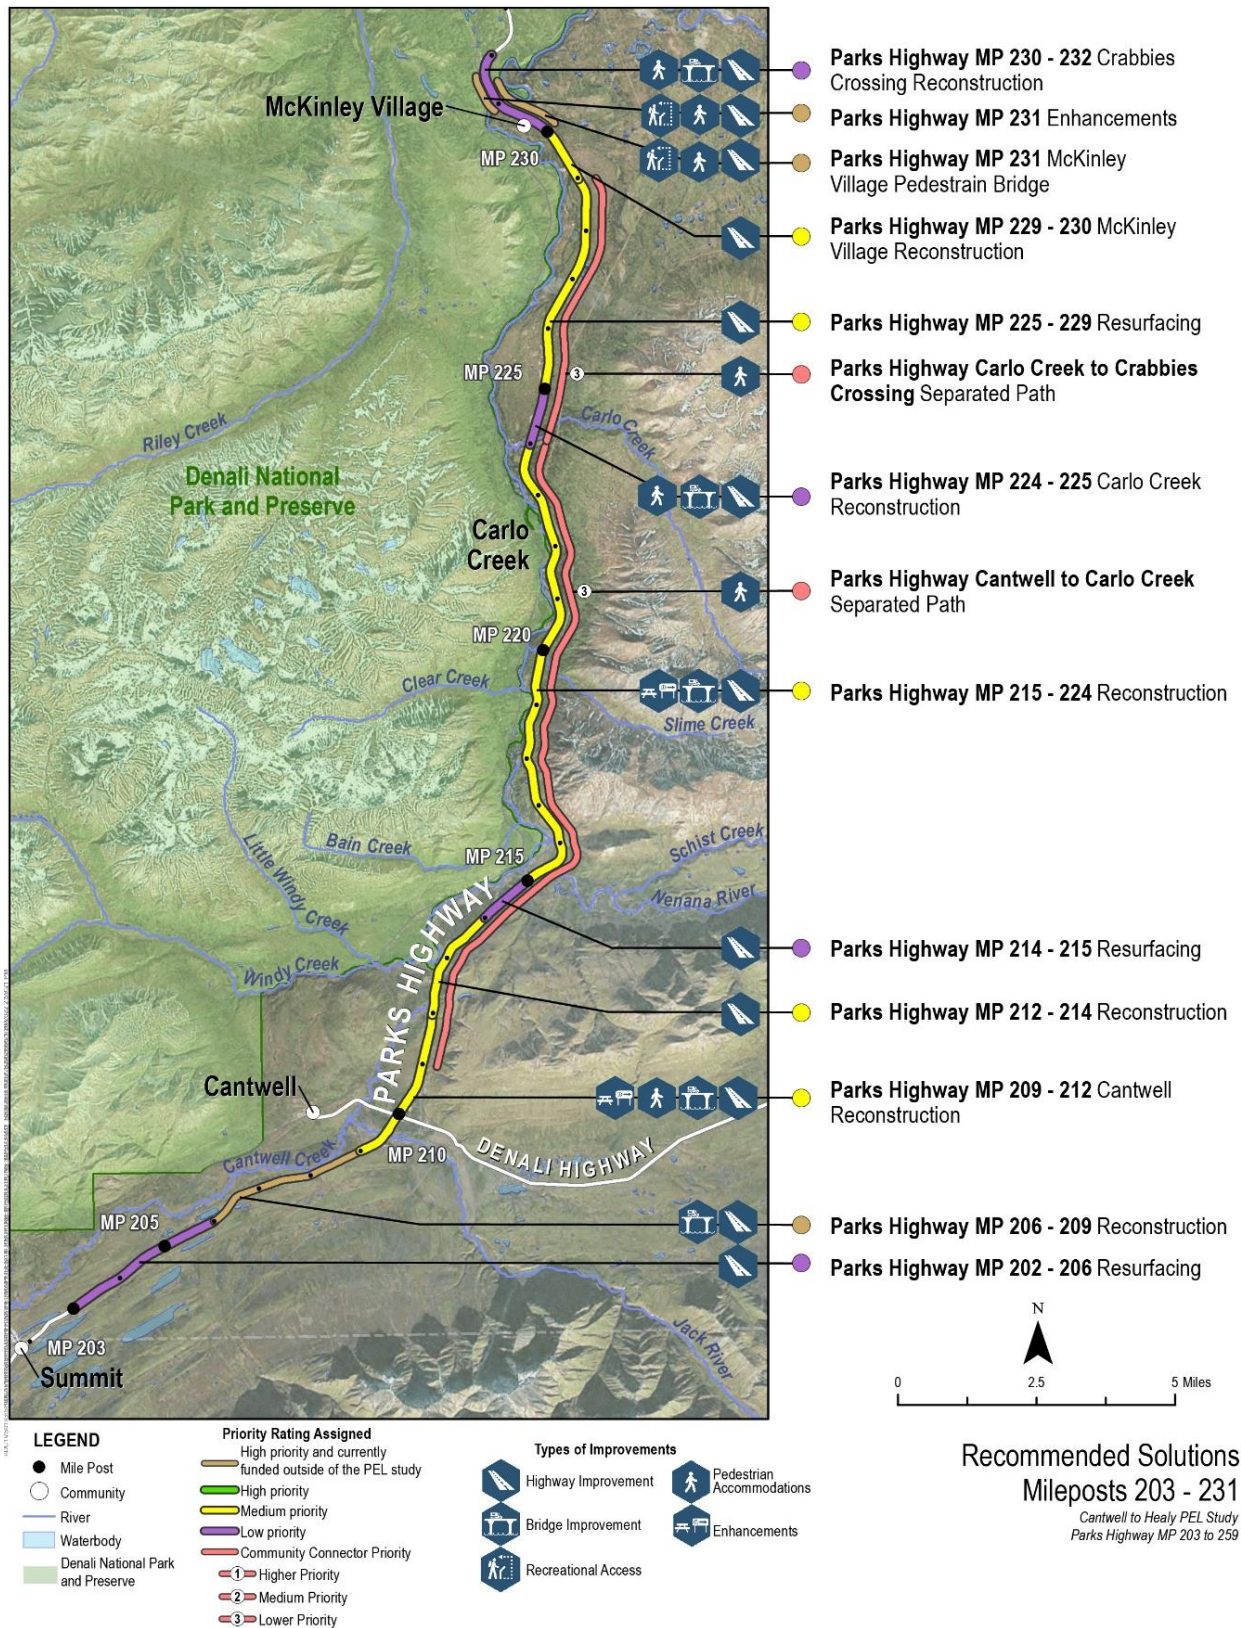 Parks Highway MP 230 - 232 Crabbies
Crossing Reconstruction
McKinley Village
Parks Highway MP 231 Enhancements
MP 230
Parks Highway MP 231 McKinley
Village Pedestrain Bridge
Parks Highway MP 229 - 230 McKinley
Village Reconstruction
Parks Highway MP 225 - 229 Resurfacing
MP 225
3
Parks Highway Carlo Creek to Crabbies
Crossing Separated Path
Carlo Creek
Riley Creek
Denali National
Park and Preserve
Parks Highway MP 224 - 225 Carlo Creek
Reconstruction
Carlo
Creek
3
Parks Highway Cantwell to Carlo Creek
Separated Path
MP 220
Clear Creek
Slime Creek
Parks Highway MP 215 - 224 Reconstruction
Little Windy Creek
Bain Creek
MP 215
Schist Creek
Nenana River
PARKS HIGHWAY
Parks Highway MP 214 - 215 Resurfacing
Windy Creek
Parks Highway MP 212 - 214 Reconstruction
Cantwell
Parks Highway MP 209 - 212 Cantwell
Reconstruction
DENALI HIGHWAY
MP 210
Cantwell Creek
MP 205
Parks Highway MP 206 - 209 Reconstruction
Parks Highway MP 202 - 206 Resurfacing
Jack River
MP 203
Summit
N
0 2.5 5 Miles
LEGEND
Mile Post
Community
River
Waterbody
Denali National Park
and Preserve
Priority Rating Assigned
High priority and currently
funded outside of the PEL study
High priority
Medium priority
Low priority
Community Connector Priority
1 Higher Priority
2 Medium Priority
3 Lower Priority
Types of Improvements
Highway Improvement
Bridge Improvement
Recreational Access
Pedestrian
Accommodations
Enhancements
Recommended Solutions
Mileposts 203 - 231
Cantwell to Healy PEL Study
Parks Highway MP 203 to 259